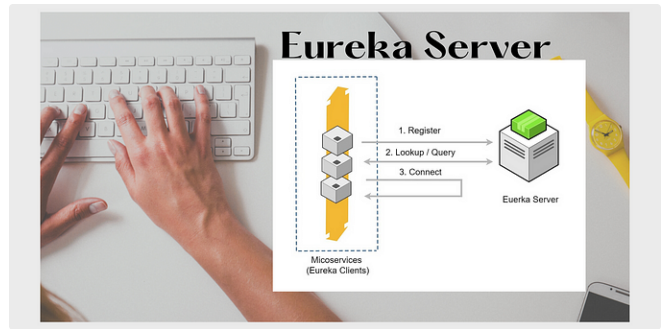 Eureka Server
1. Register
2. Lookup / Query
3. Connect
Euerka Server
Micoservices
(Eureka Clients)